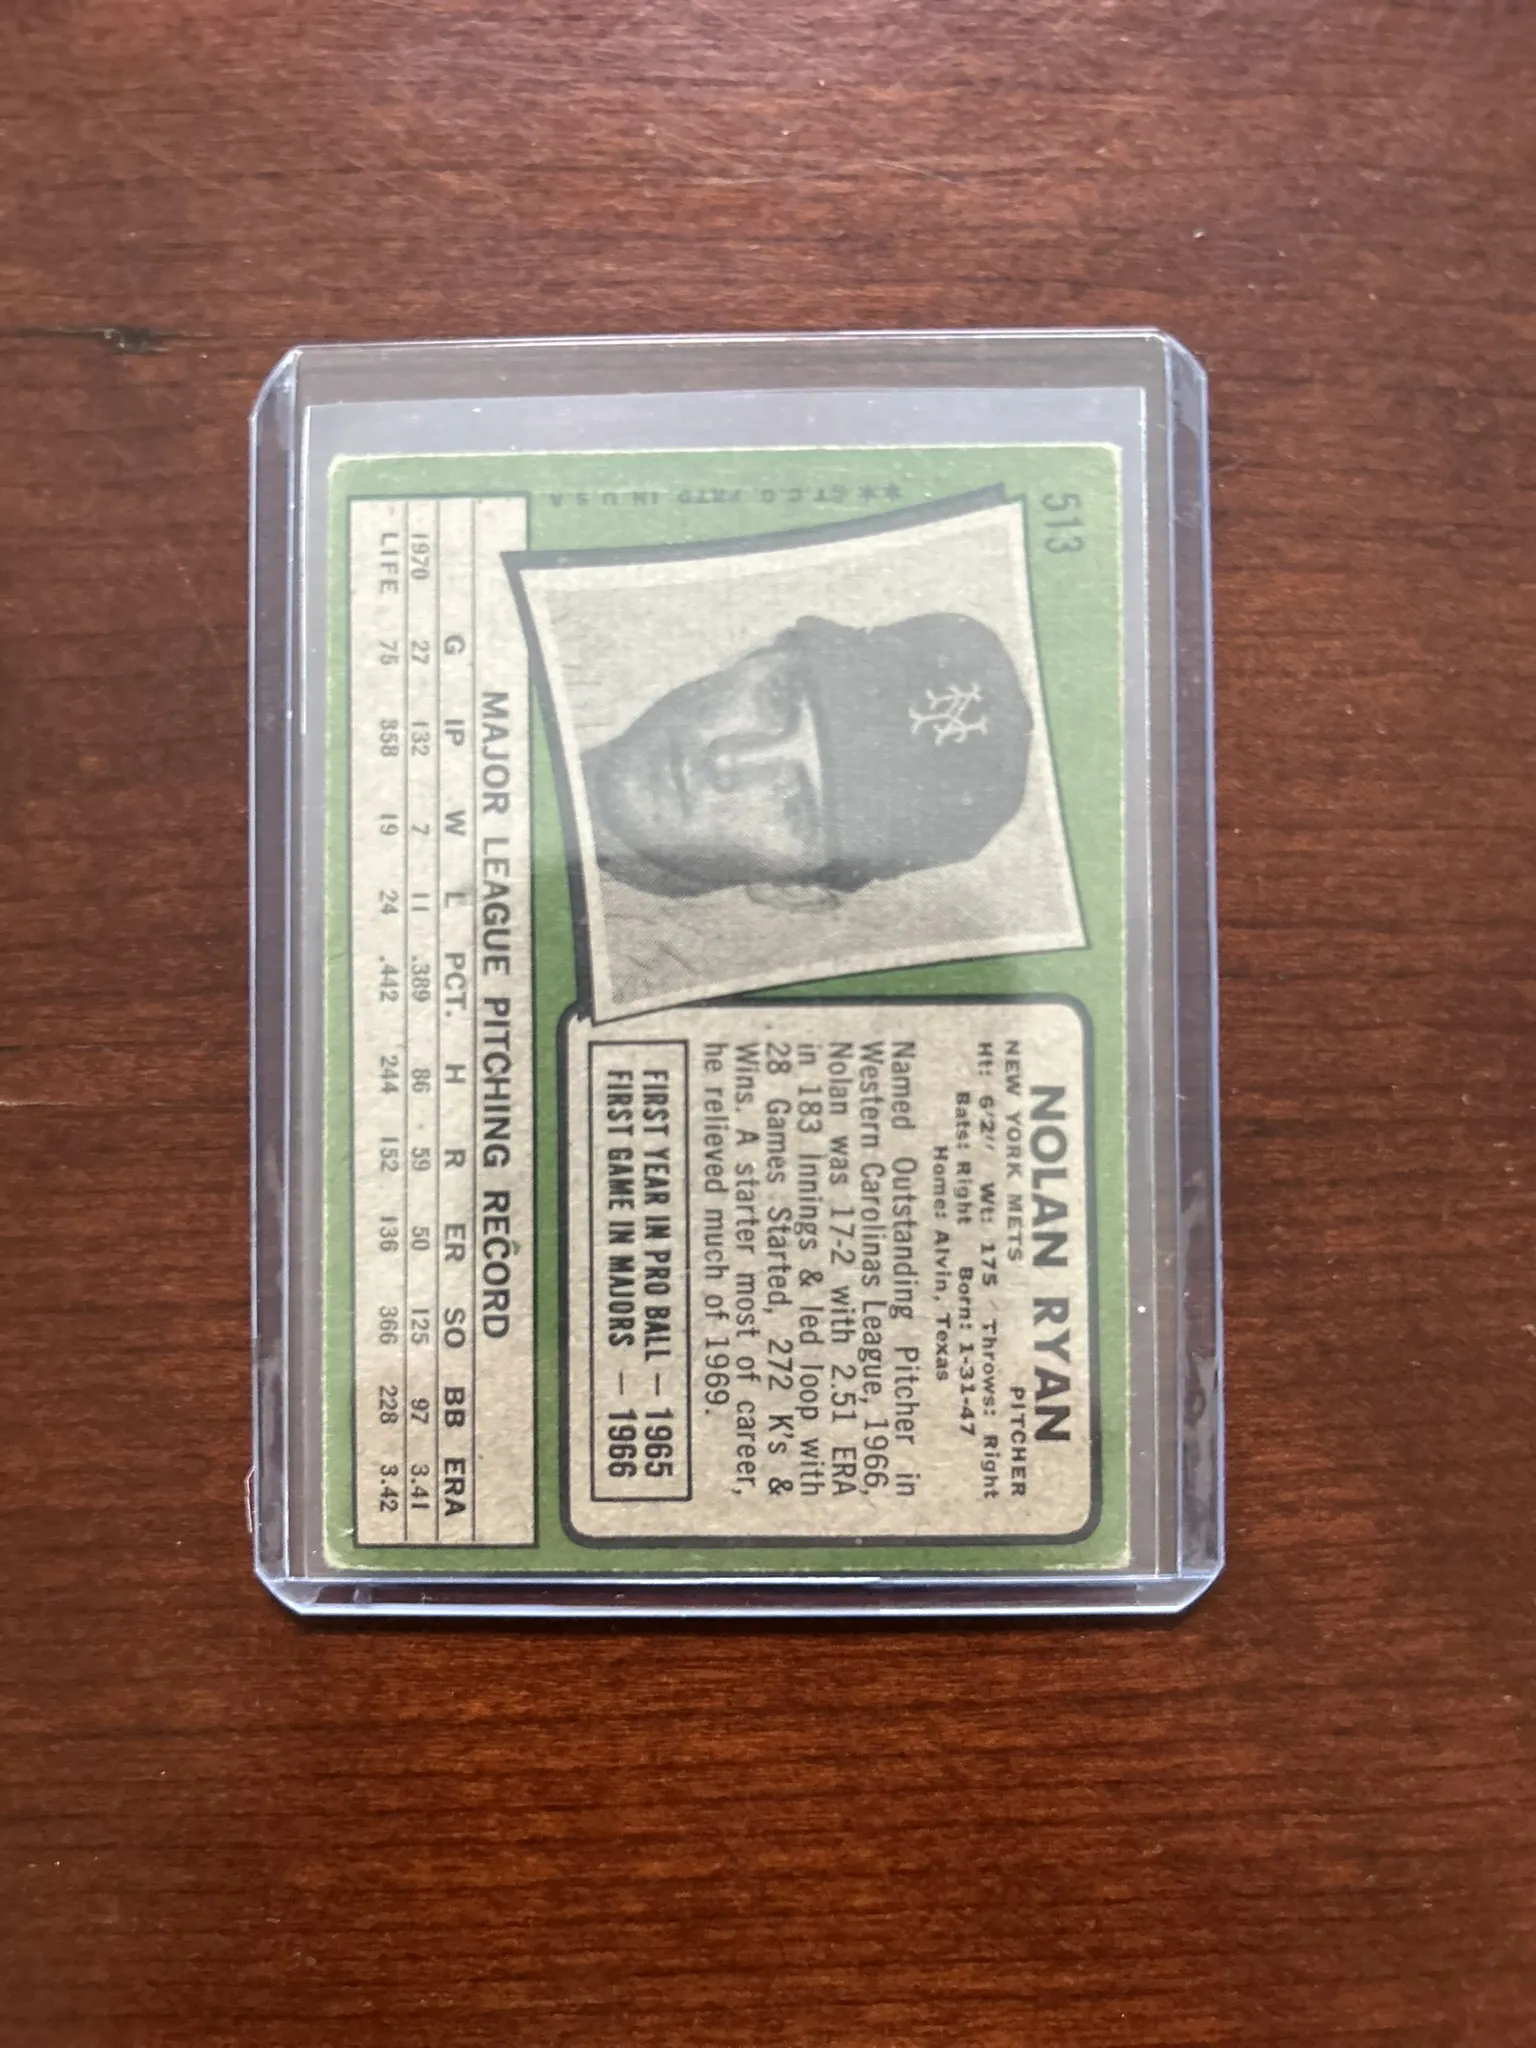 513
NOLAN RYAN
NEW YORK METS PITCHER
Ht: 6'2" Wt: 175 Throws: Right
Bats: Right Born: 1-31-47
Home: Alvin, Texas
Named Outstanding Pitcher in
Western Carolinas League, 1966,
Nolan was 17-2 with 2.51 ERA
in 183 Innings & led loop with
28 Games Started, 272 K's &
Wins. A starter most of career,
he relieved much of 1969.
FIRST YEAR IN PRO BALL — 1965
FIRST GAME IN MAJORS — 1966
NY
** © T.C.G. PRTD. IN U.S.A.
MAJOR LEAGUE PITCHING RECORD
G IP W L PCT. H R ER SO BB ERA
1970 27 132 7 11 .389 86 59 50 125 97 3.41
LIFE 75 358 19 24 .442 244 152 136 366 228 3.42